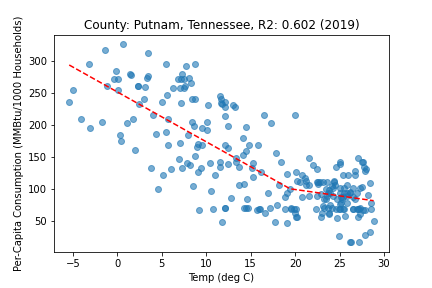 County: Putnam, Tennessee, R2: 0.602 (2019)
Per-Capita Consumption (MMBtu/1000 Households)
300
250
200
150
100
50
−5 0 5 10 15 20 25 30
Temp (deg C)